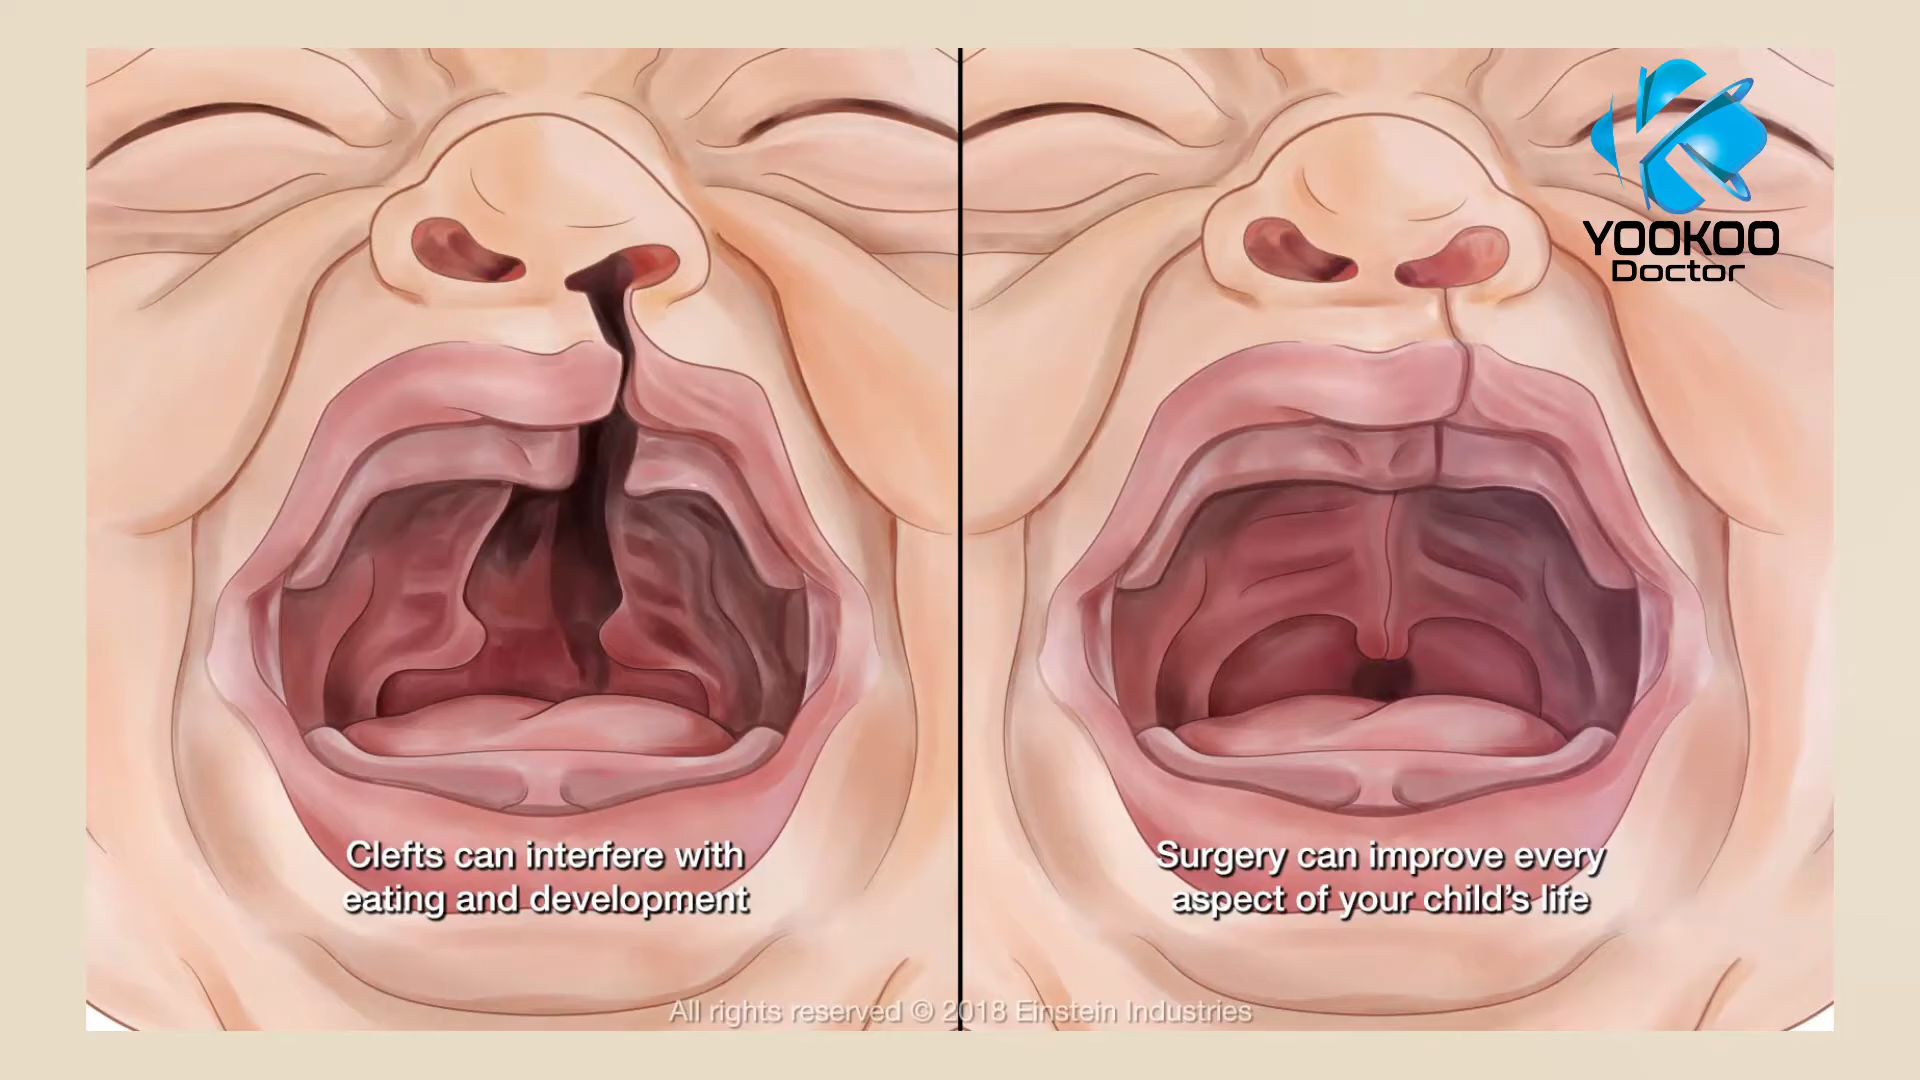 YOOKOO
Doctor
Clefts can interfere with
eating and development
Surgery can improve every
aspect of your child's life
All rights reserved © 2018 Einstein Industries